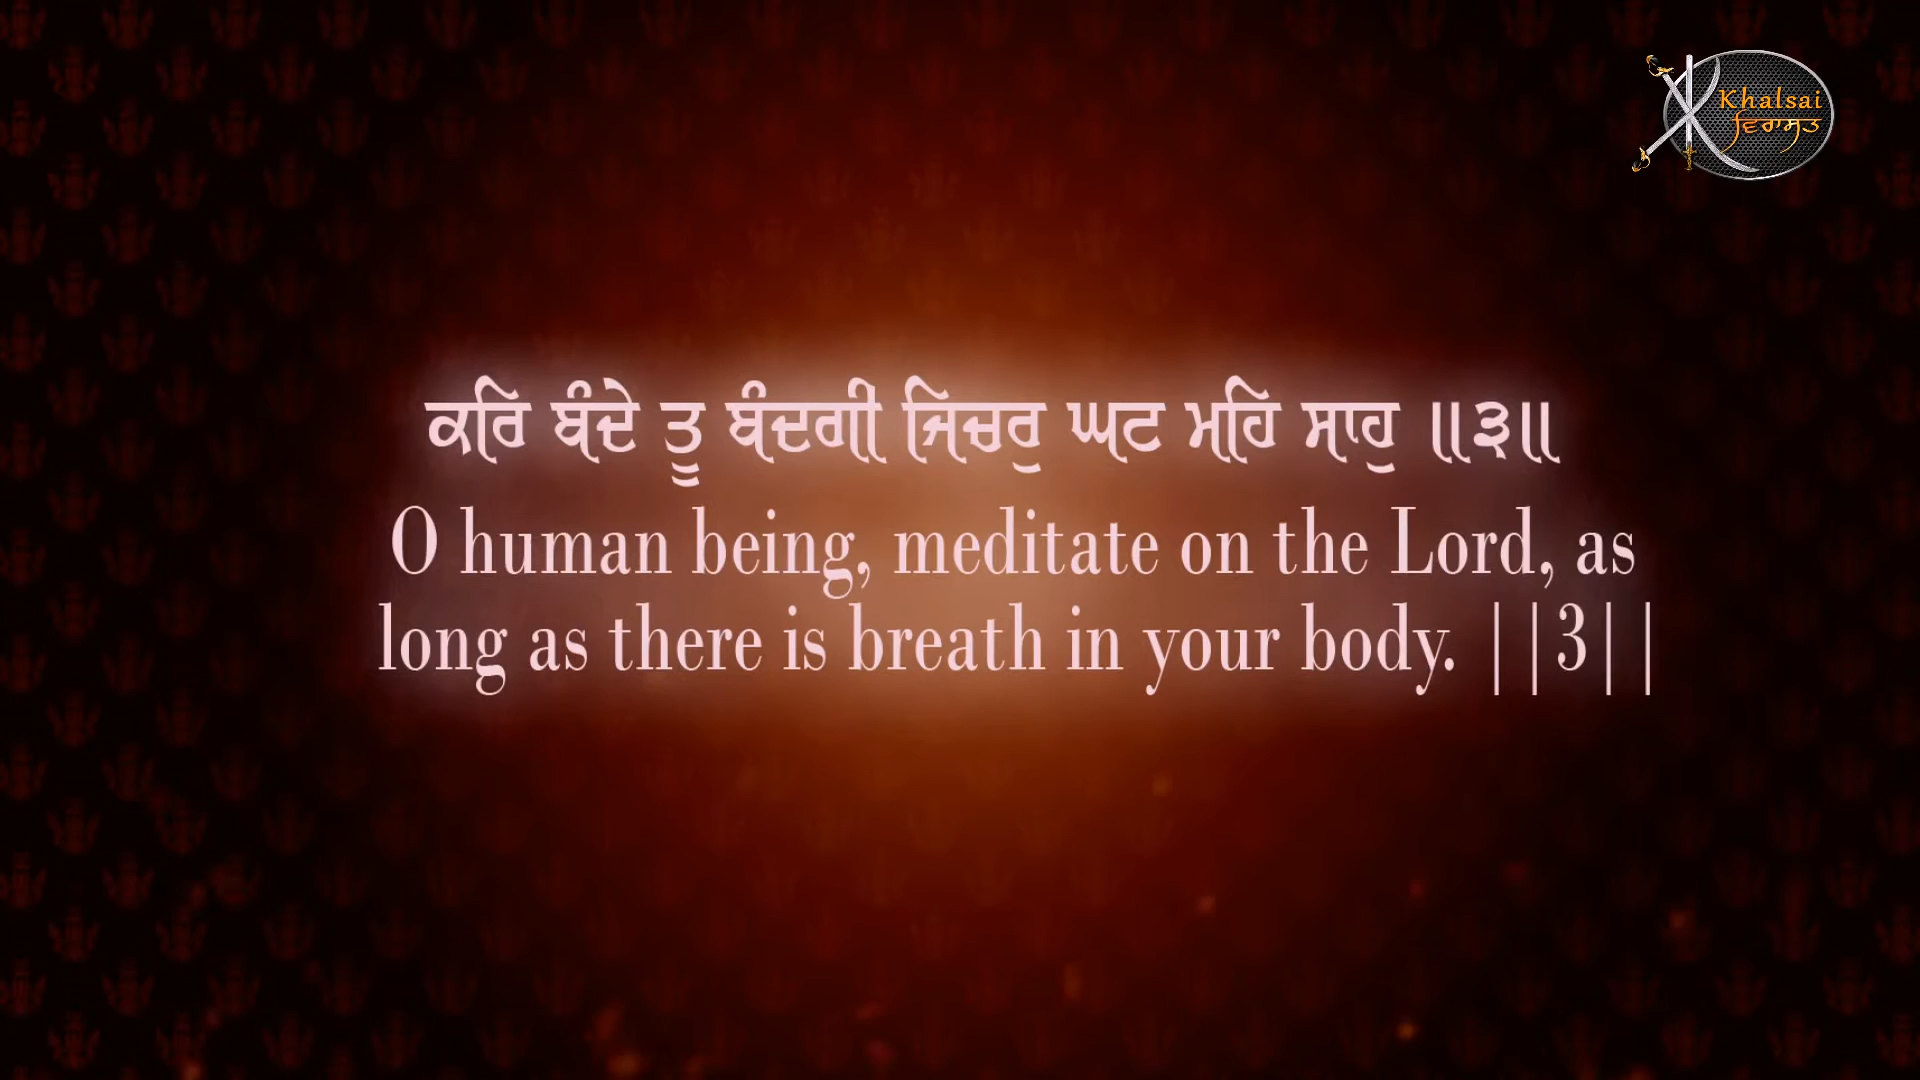 Khalsai
ਵਿਰਾਸਤ
ਕਰਿ ਬੰਦੇ ਤੂ ਬੰਦਗੀ ਜਿਚਰੁ ਘਟ ਮਹਿ ਸਾਹੁ ॥੩॥
O human being, meditate on the Lord, as
long as there is breath in your body. ||3||